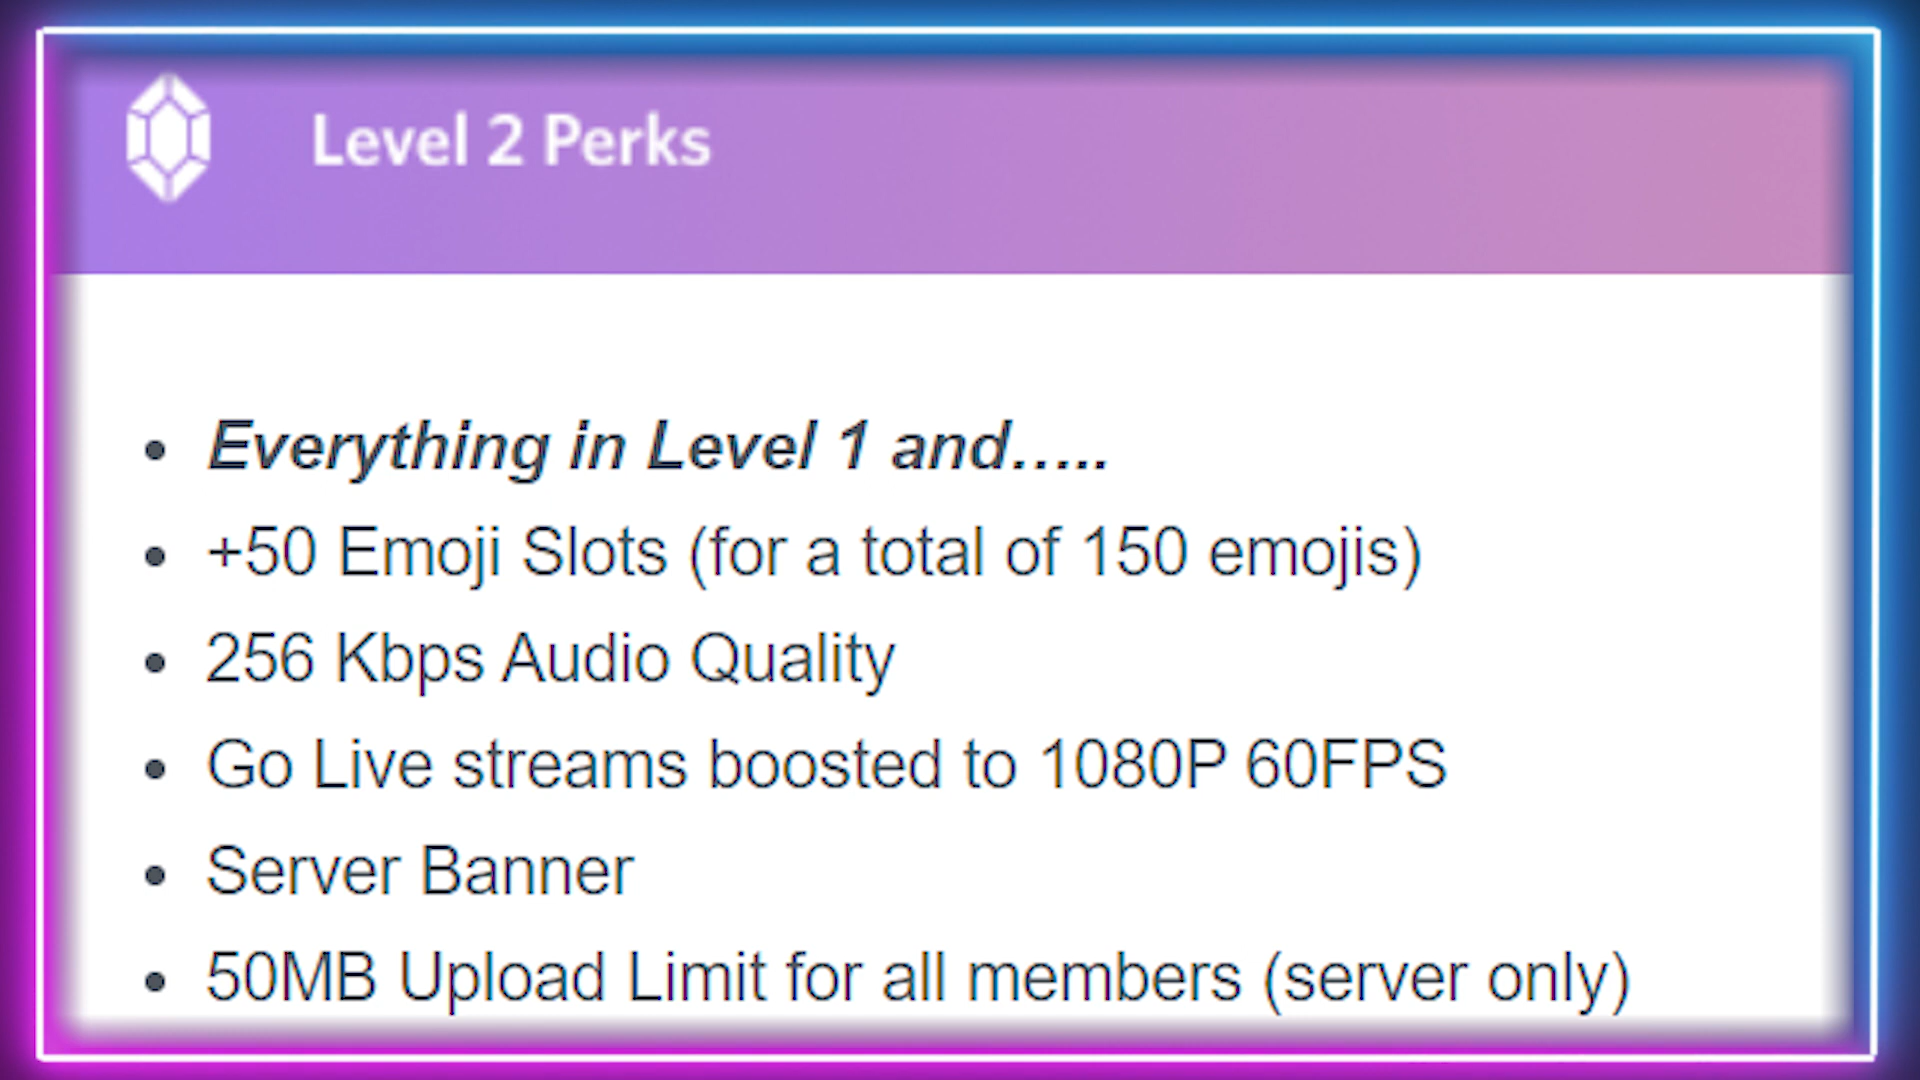 Level 2 Perks
Everything in Level 1 and.....
+50 Emoji Slots (for a total of 150 emojis)
256 Kbps Audio Quality
Go Live streams boosted to 1080P 60FPS
Server Banner
50MB Upload Limit for all members (server only)